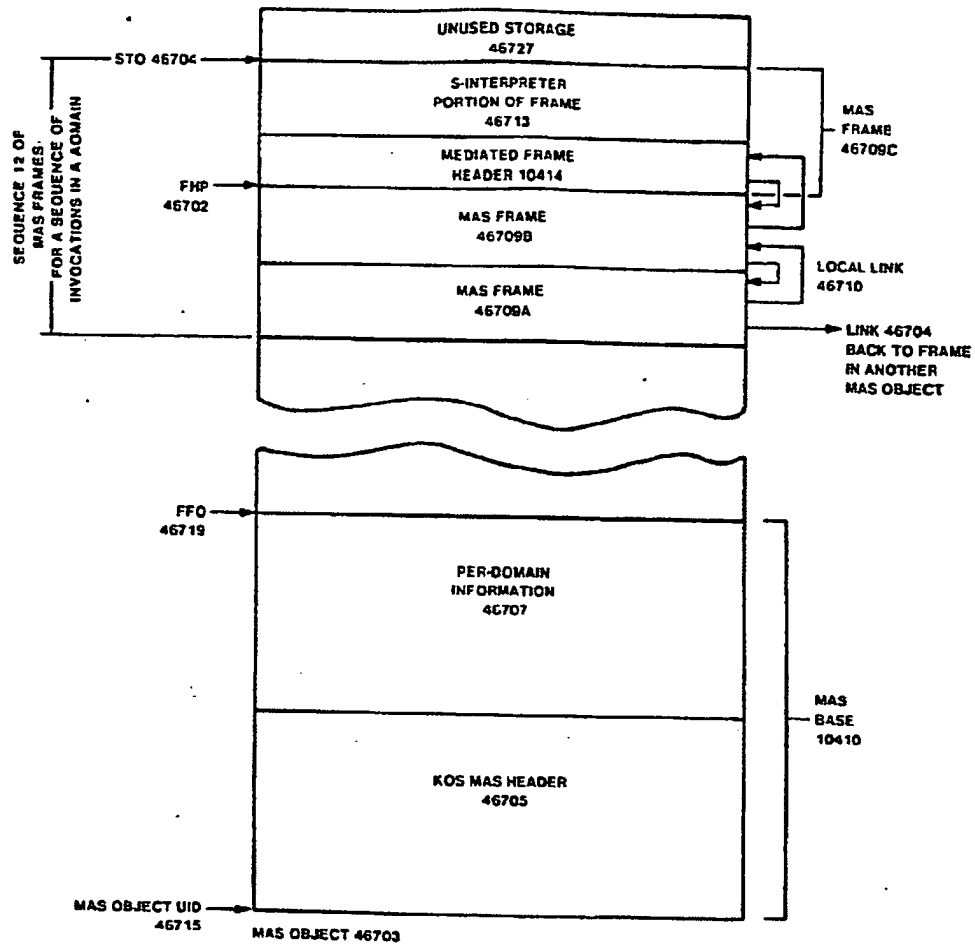 UNUSED STORAGE
46727
STO 46704
S-INTERPRETER
PORTION OF FRAME
46713
MAS
FRAME
46709C
MEDIATED FRAME
HEADER 10414
FHP
46702
MAS FRAME
46709B
SEQUENCE 12 OF
MAS FRAMES:
FOR A SEQUENCE OF
INVOCATIONS IN A AOMAIN
LOCAL LINK
46710
MAS FRAME
46709A
LINK 46704
BACK TO FRAME
IN ANOTHER
MAS OBJECT
FFO
46719
PER-DOMAIN
INFORMATION
46707
MAS
BASE
10410
KOS MAS HEADER
46705
MAS OBJECT UID
46715
MAS OBJECT 46703